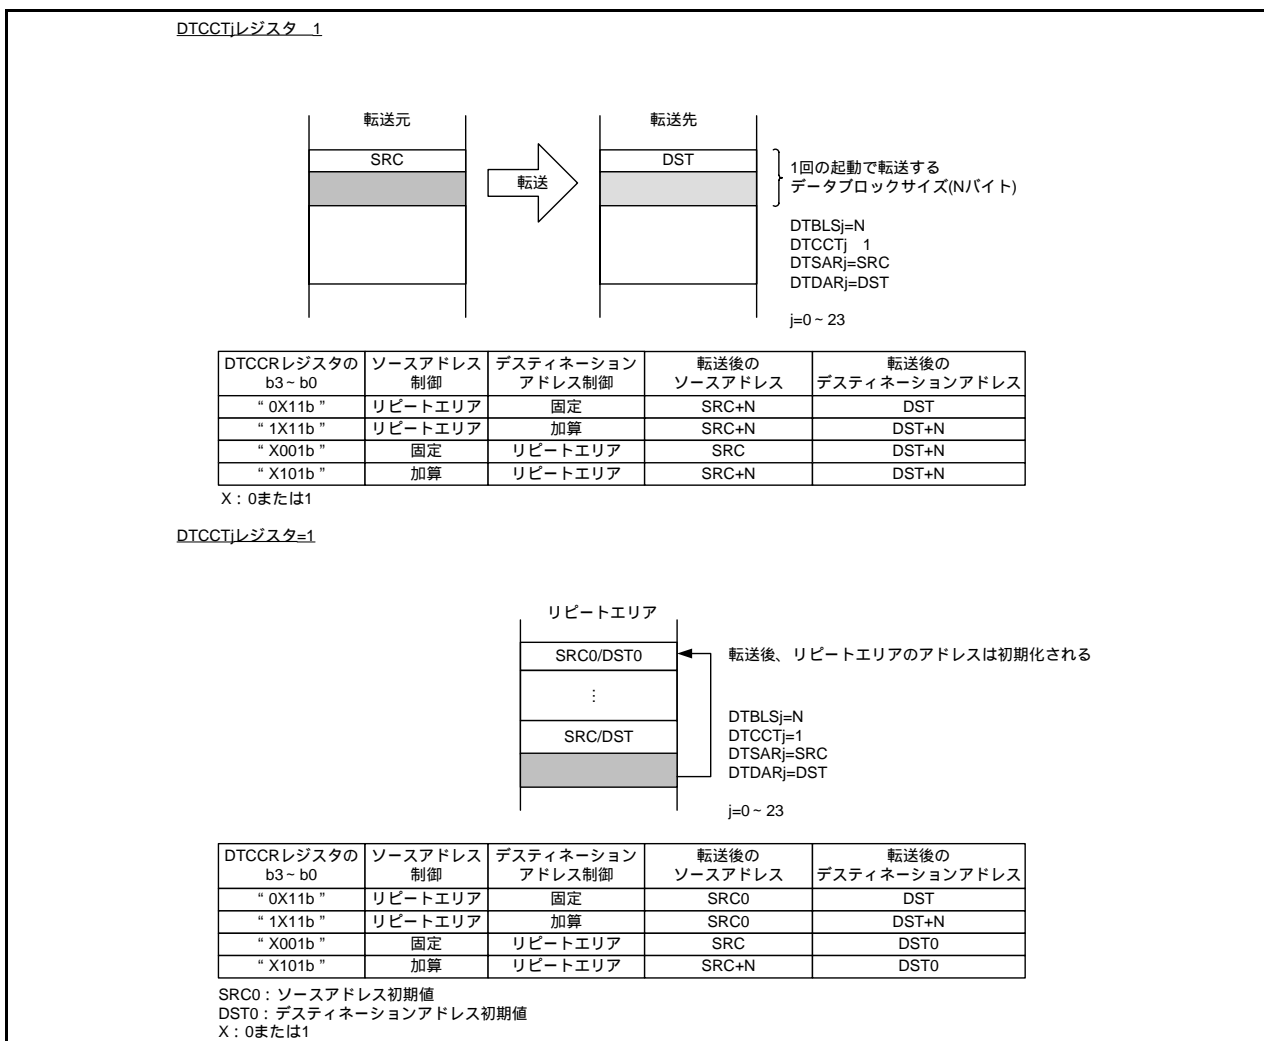 DTCCTjレジスタ 1
転送元 転送先
SRC DST
転送
1回の起動で転送する
データブロックサイズ(Nバイト)
DTBLSj=N
DTCCTj 1
DTSARj=SRC
DTDARj=DST
j=0~23
DTCCRレジスタの ソースアドレス デスティネーション 転送後の 転送後の
b3~b0 制御 アドレス制御 ソースアドレス デスティネーションアドレス
“0X11b” リピートエリア 固定 SRC+N DST
“1X11b” リピートエリア 加算 SRC+N DST+N
“X001b” 固定 リピートエリア SRC DST+N
“X101b” 加算 リピートエリア SRC+N DST+N
X:0または1
DTCCTjレジスタ=1
リピートエリア
SRC0/DST0
転送後、リピートエリアのアドレスは初期化される
⋮
SRC/DST
DTBLSj=N
DTCCTj=1
DTSARj=SRC
DTDARj=DST
j=0~23
DTCCRレジスタの ソースアドレス デスティネーション 転送後の 転送後の
b3~b0 制御 アドレス制御 ソースアドレス デスティネーションアドレス
“0X11b” リピートエリア 固定 SRC0 DST
“1X11b” リピートエリア 加算 SRC0 DST+N
“X001b” 固定 リピートエリア SRC DST0
“X101b” 加算 リピートエリア SRC+N DST0
SRC0:ソースアドレス初期値
DST0:デスティネーションアドレス初期値
X:0または1